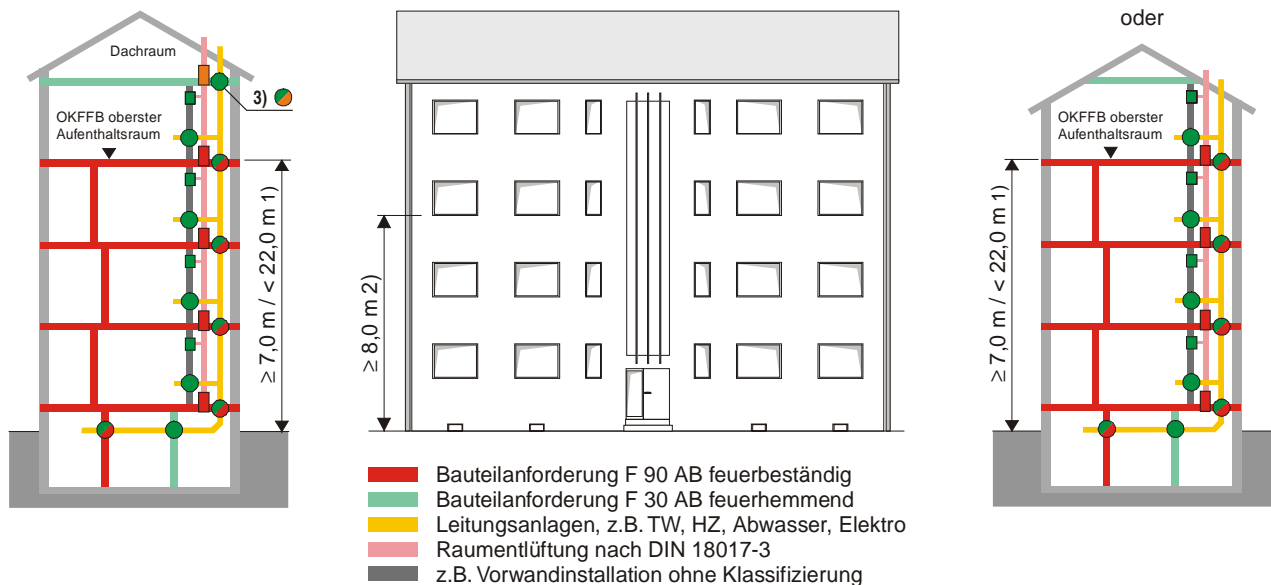 oder
Dachraum
3)
OKFFB oberster
Aufenthaltsraum
≥ 7,0 m / < 22,0 m 1)
≥ 8,0 m 2)
OKFFB oberster
Aufenthaltsraum
≥ 7,0 m / < 22,0 m 1)
Bauteilanforderung F 90 AB feuerbeständig
Bauteilanforderung F 30 AB feuerhemmend
Leitungsanlagen, z.B. TW, HZ, Abwasser, Elektro
Raumentlüftung nach DIN 18017-3
z.B. Vorwandinstallation ohne Klassifizierung